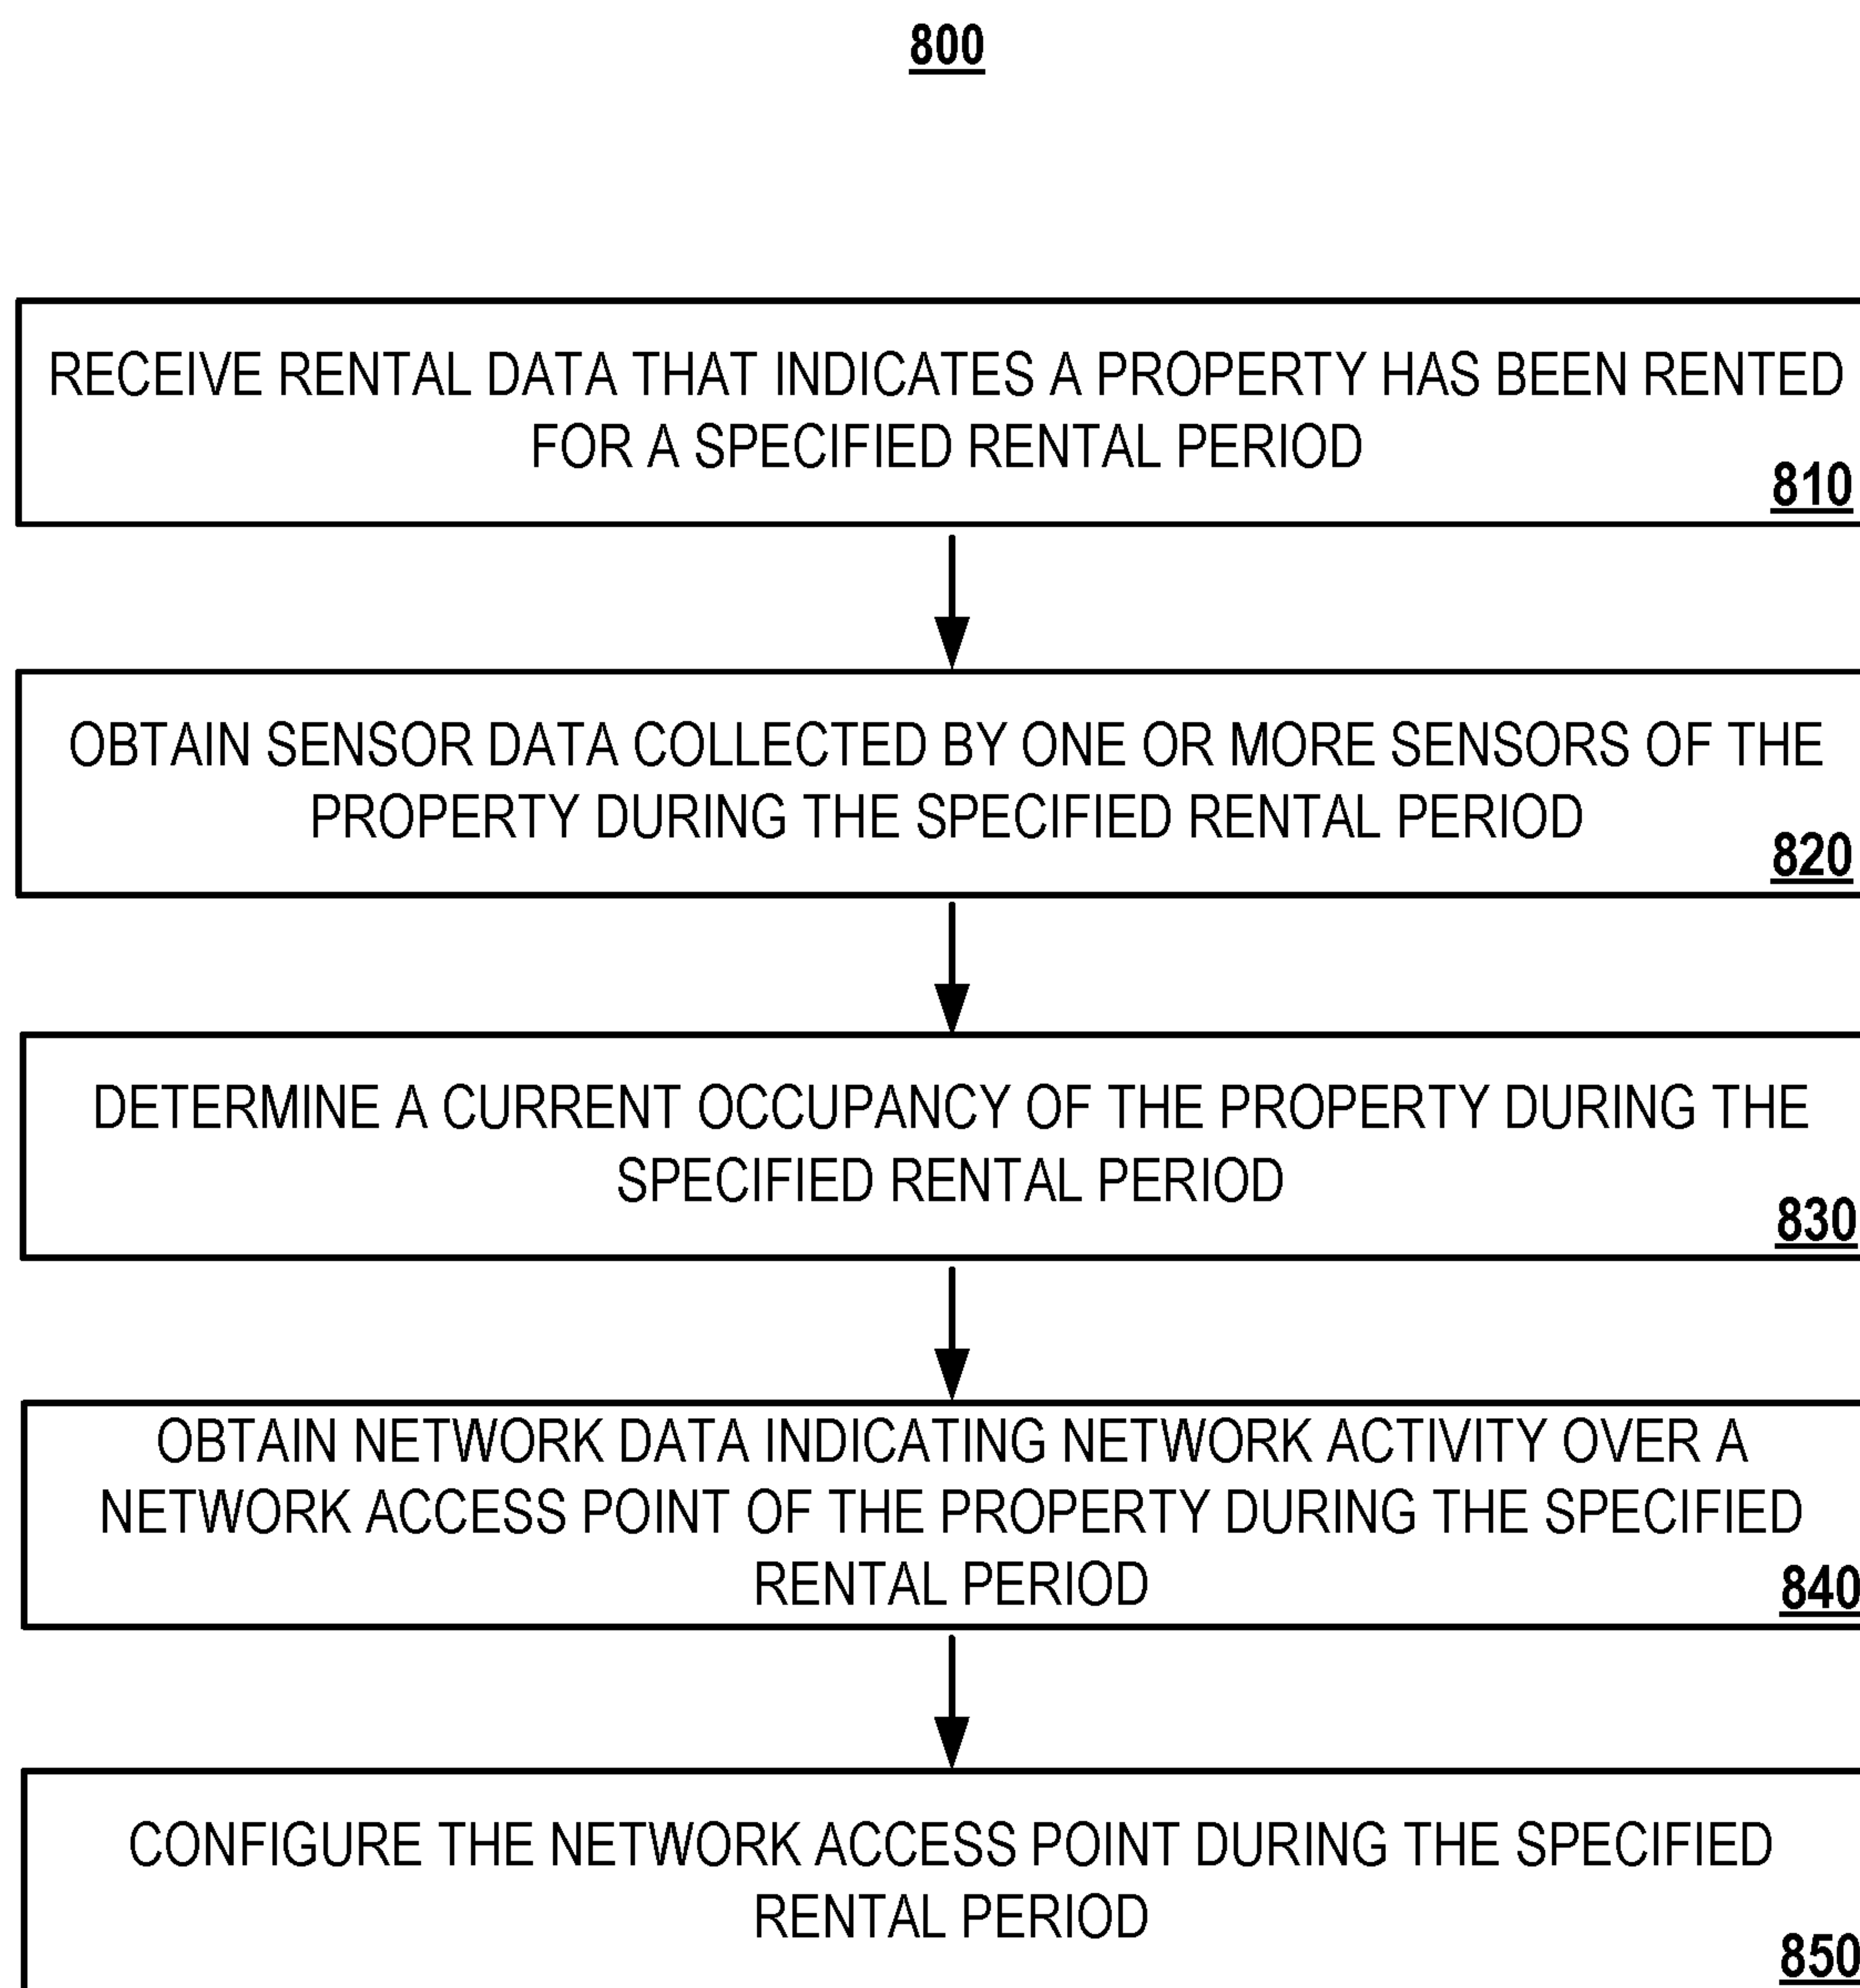 800
RECEIVE RENTAL DATA THAT INDICATES A PROPERTY HAS BEEN RENTED
FOR A SPECIFIED RENTAL PERIOD
810
OBTAIN SENSOR DATA COLLECTED BY ONE OR MORE SENSORS OF THE
PROPERTY DURING THE SPECIFIED RENTAL PERIOD
820
DETERMINE A CURRENT OCCUPANCY OF THE PROPERTY DURING THE
SPECIFIED RENTAL PERIOD
830
OBTAIN NETWORK DATA INDICATING NETWORK ACTIVITY OVER A
NETWORK ACCESS POINT OF THE PROPERTY DURING THE SPECIFIED
RENTAL PERIOD
840
CONFIGURE THE NETWORK ACCESS POINT DURING THE SPECIFIED
RENTAL PERIOD
850